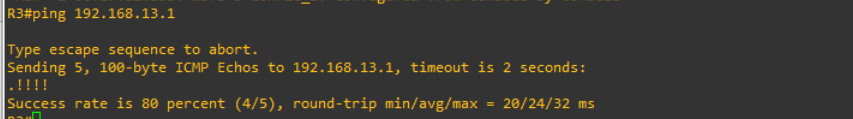 R3#ping 192.168.13.1
Type escape sequence to abort.
Sending 5, 100-byte ICMP Echos to 192.168.13.1, timeout is 2 seconds:
.!!!!
Success rate is 80 percent (4/5), round-trip min/avg/max = 20/24/32 ms